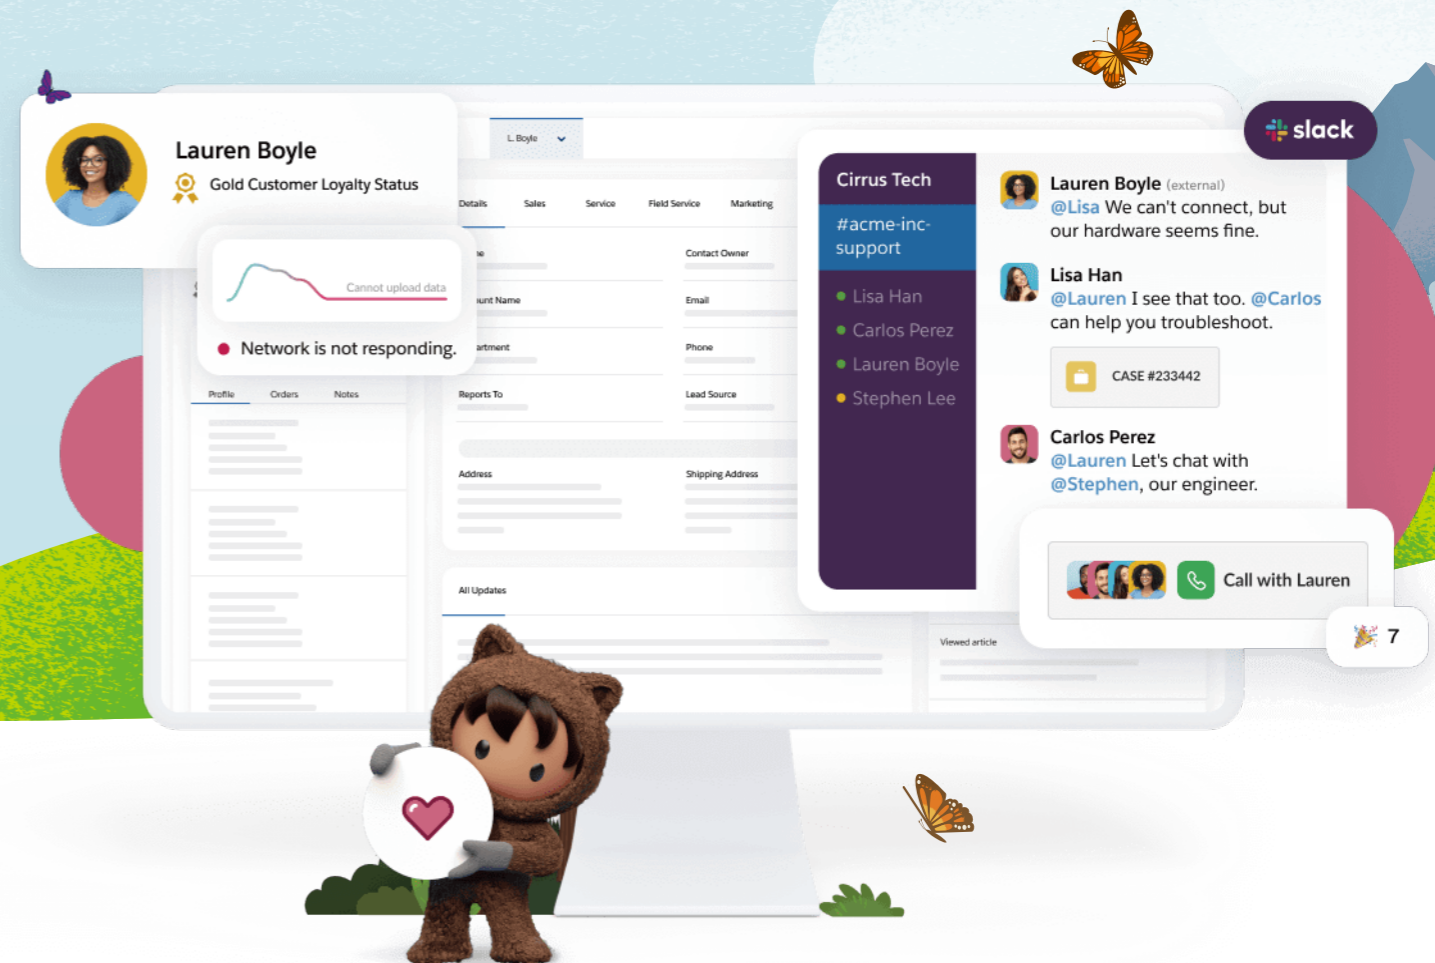 Lauren Boyle
Gold Customer Loyalty Status
Cannot upload data
Network is not responding.
Profile Orders Notes
L. Boyle
Details Sales Service Field Service Marketing
Contact Owner
Email
Phone
Reports To
Lead Source
Address
Shipping Address
All Updates
Viewed article
slack
Cirrus Tech
#acme-inc-
support
Lisa Han
Carlos Perez
Lauren Boyle
Stephen Lee
Lauren Boyle (external)
@Lisa We can't connect, but
our hardware seems fine.
Lisa Han
@Lauren I see that too. @Carlos
can help you troubleshoot.
CASE #233442
Carlos Perez
@Lauren Let's chat with
@Stephen, our engineer.
Call with Lauren
7